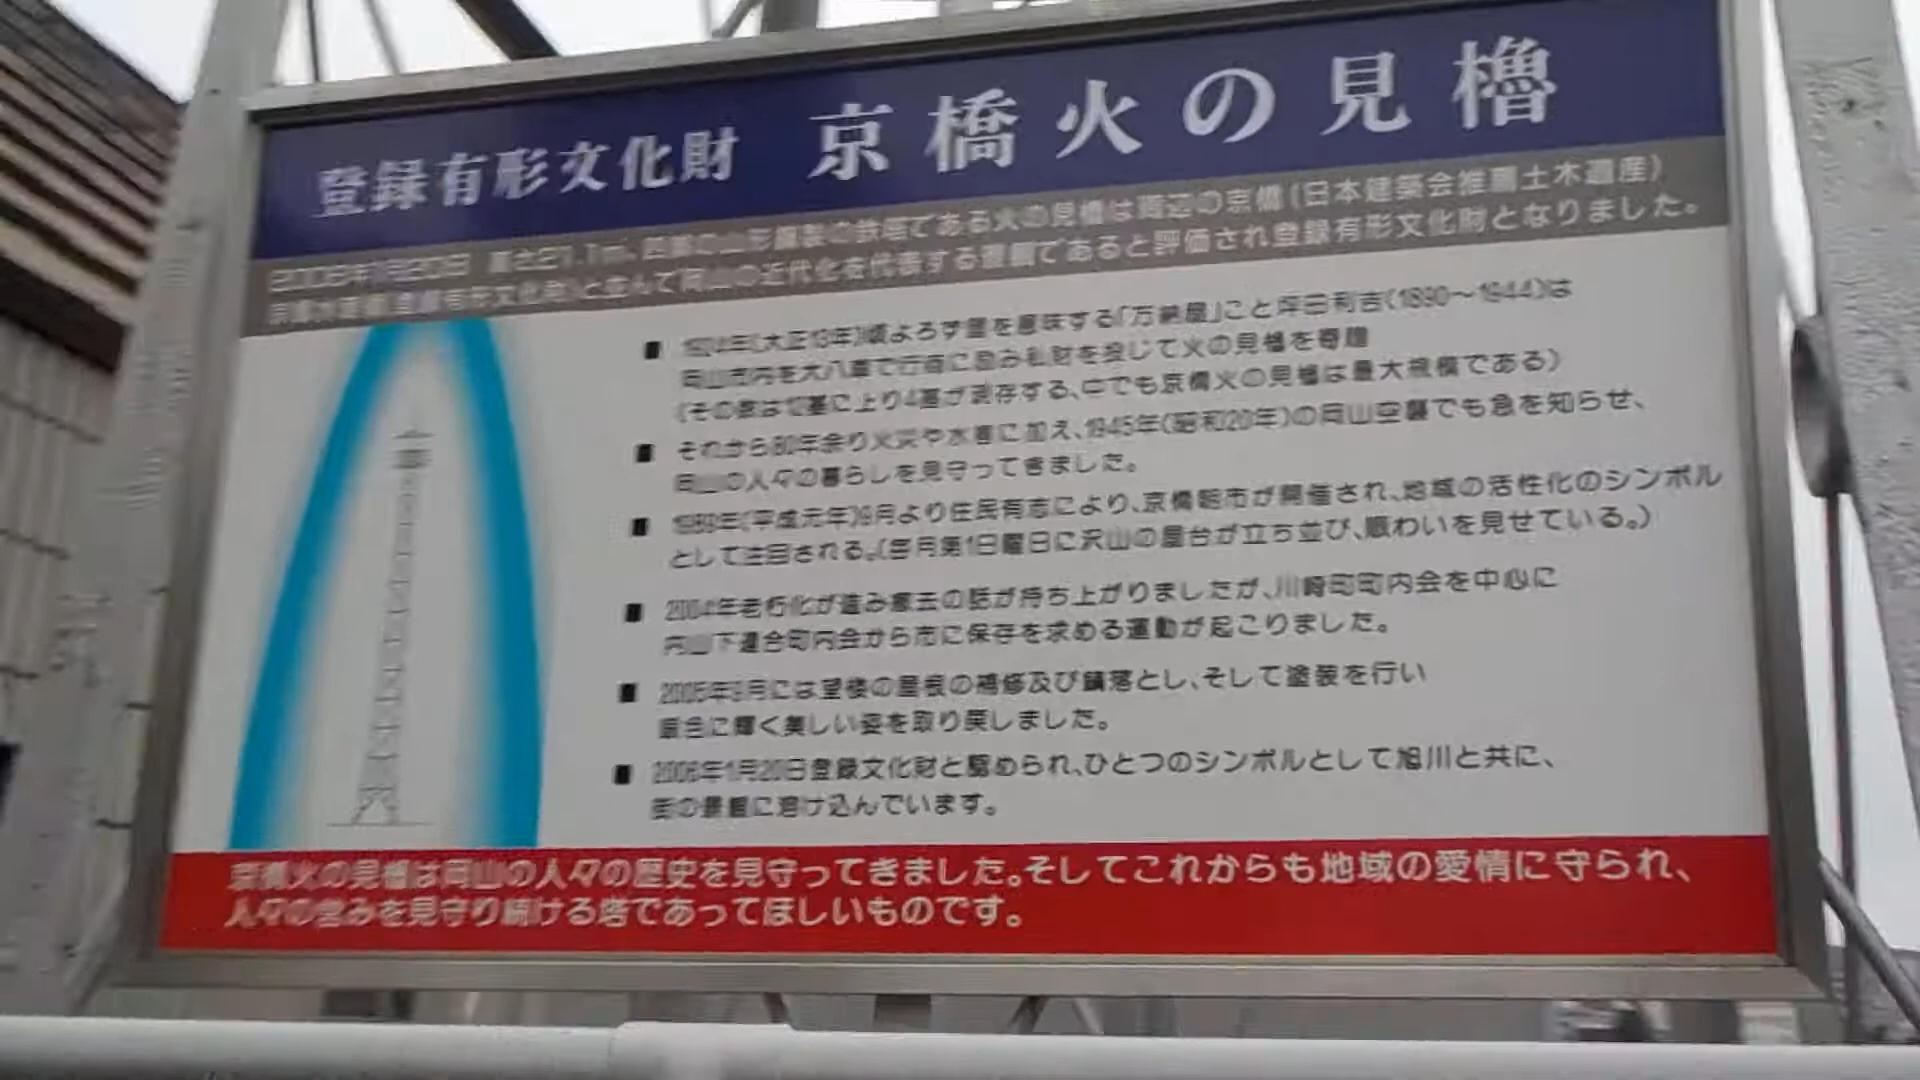 登録有形文化財 京橋火の見櫓
2006年1月20日 高さ21.1m、四脚の山形鋼製の鉄塔である火の見櫓は周辺の京橋(日本建築会推薦土木遺産)
京橋水管橋(登録有形文化財)と並んで岡山の近代化を代表する遺構であると評価され登録有形文化財となりました。
■ 1924年(大正13年)頃よろず屋を意味する「万納屋」こと坪田利吉(1890～1944)は
岡山市内を大八車で行商に励み私財を投じて火の見櫓を寄贈
(その数は12基に上り4基が現存する、中でも京橋火の見櫓は最大規模である)
■ それから80年余り火災や水害に加え、1945年(昭和20年)の岡山空襲でも急を知らせ、
岡山の人々の暮らしを見守ってきました。
■ 1989年(平成元年)9月より住民有志により、京橋朝市が開催され、地域の活性化のシンボル
として注目される。(毎月第1日曜日に沢山の屋台が立ち並び、賑わいを見せている。)
■ 2004年老朽化が進み撤去の話が持ち上がりましたが、川崎町町内会を中心に
内山下連合町内会から市に保存を求める運動が起こりました。
■ 2005年3月には望楼の屋根の補修及び錆落とし、そして塗装を行い
銀色に輝く美しい姿を取り戻しました。
■ 2006年1月20日登録文化財と認められ、ひとつのシンボルとして旭川と共に、
街の景観に溶け込んでいます。
京橋火の見櫓は岡山の人々の歴史を見守ってきました。そしてこれからも地域の愛情に守られ、
人々の営みを見守り続ける塔であってほしいものです。